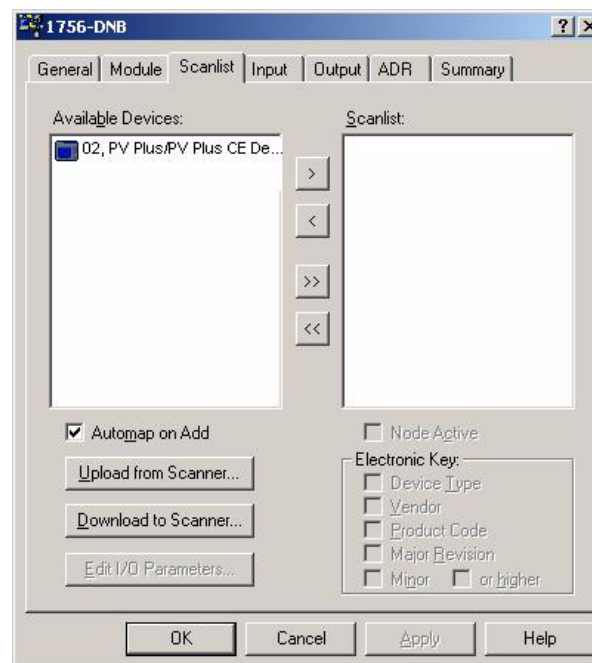 1756-DNB
General Module Scanlist Input Output ADR Summary
Available Devices:
Scanlist:
02, PV Plus/PV Plus CE De...
>
<
>>
<<
Automap on Add
Node Active
Upload from Scanner...
Download to Scanner...
Edit I/O Parameters...
Electronic Key:
Device Type
Vendor
Product Code
Major Revision
Minor or higher
OK Cancel Apply Help